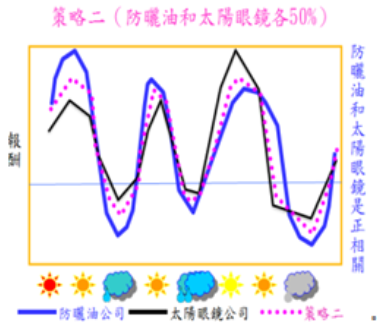 策略二（防曬油和太陽眼鏡各50%）
報酬
防曬油和太陽眼鏡是正相關
防曬油公司 太陽眼鏡公司 策略二